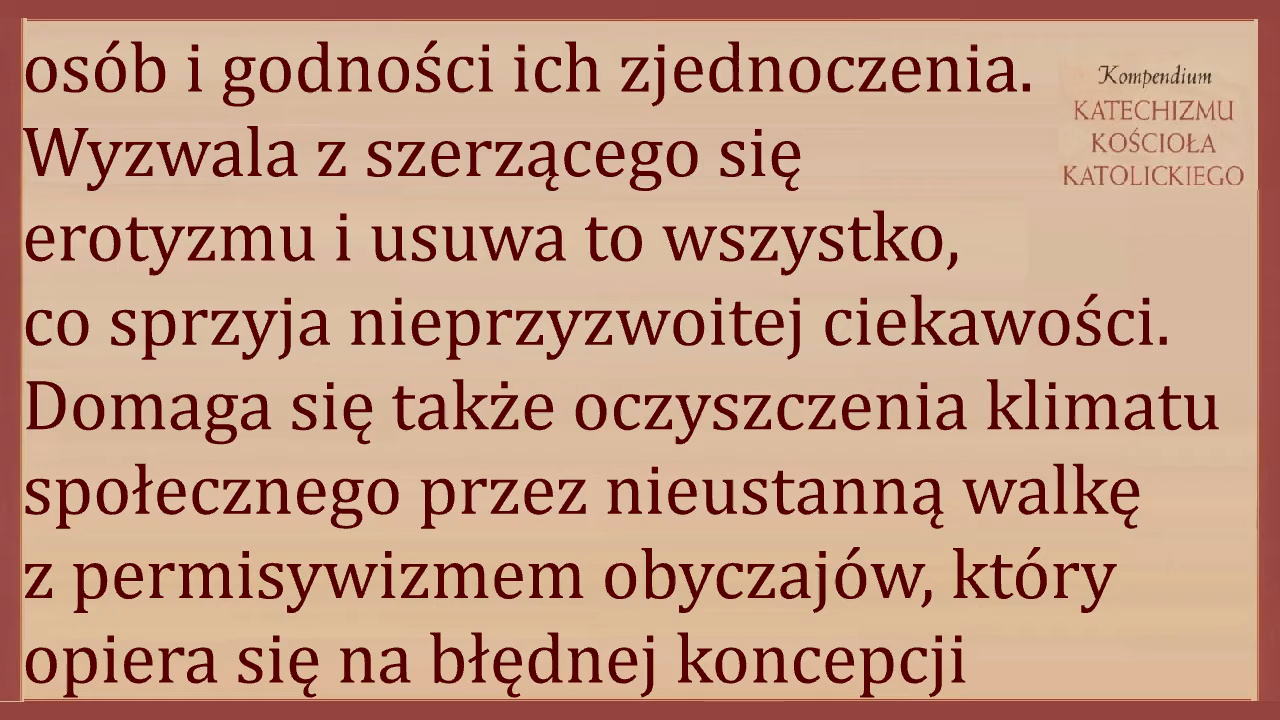 osób i godności ich zjednoczenia.
Wyzwala z szerzącego się
erotyzmu i usuwa to wszystko,
co sprzyja nieprzyzwoitej ciekawości.
Domaga się także oczyszczenia klimatu
społecznego przez nieustanną walkę
z permisywizmem obyczajów, który
opiera się na błędnej koncepcji
Kompendium
KATECHIZMU
KOŚCIOŁA
KATOLICKIEGO